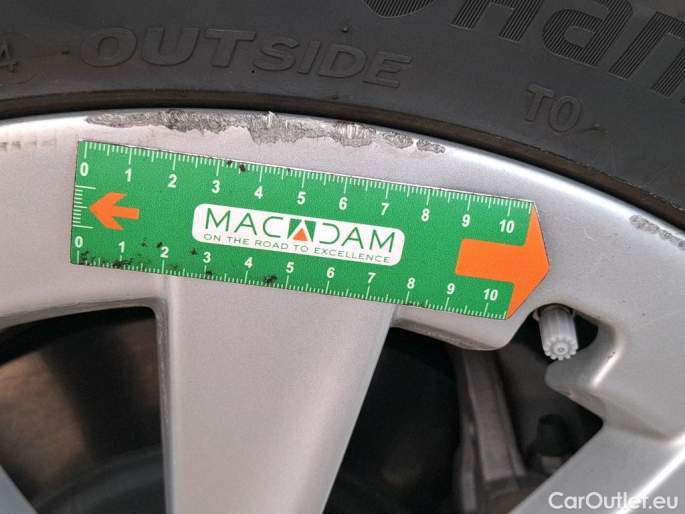 OUTSIDE
TO
0 1 2 3 4 5 6 7 8 9 10
MACADAM
ON THE ROAD TO EXCELLENCE
0 1 2 3 4 5 6 7 8 9 10
CarOutlet.eu